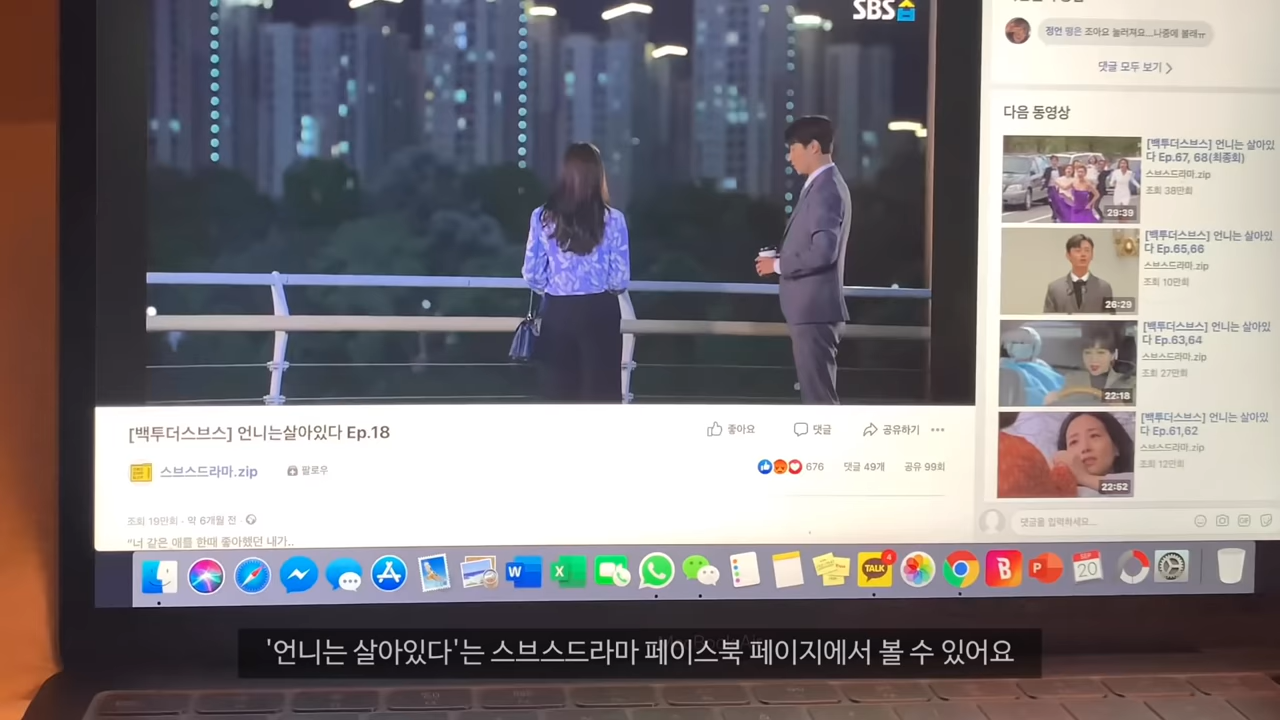 SBS
정언 평은 조아요 눌러져요...나중에 볼래ㅠ
댓글 모두 보기
다음 동영상
[백투더스브스] 언니는 살아있
다 Ep.67, 68(최종회)
스브스드라마.zip
조회 38만회
29:39
[백투더스브스] 언니는 살아있
다 Ep.65,66
스브스드라마.zip
조회 10만회
26:29
[백투더스브스] 언니는 살아있
다 Ep.63,64
스브스드라마.zip
조회 27만회
22:18
[백투더스브스] 언니는 살아있
다 Ep.61,62
스브스드라마.zip
조회 12만회
22:52
[백투더스브스] 언니는살아있다 Ep.18
좋아요
댓글
공유하기
스브스드라마.zip
팔로우
676
댓글 49개
공유 99회
조회 19만회 · 약 6개월 전
"너 같은 애를 한때 좋아했던 내가..
댓글을 입력하세요...
GIF
W
X
TALK
4
B
P
SEP
20
'언니는 살아있다'는 스브스드라마 페이스북 페이지에서 볼 수 있어요